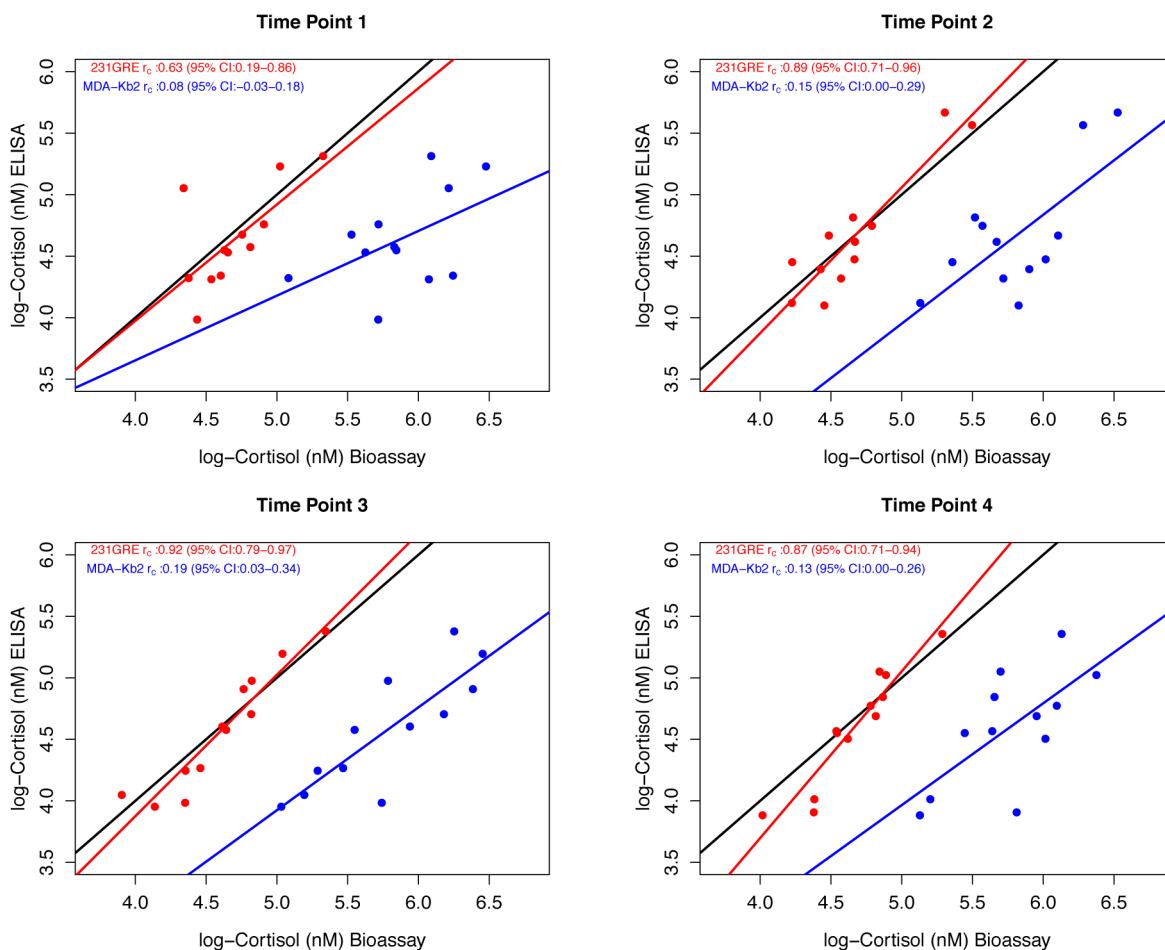 Time Point 1
231GRE rc :0.63 (95% CI:0.19−0.86)
MDA−Kb2 rc :0.08 (95% CI:−0.03−0.18)
log−Cortisol (nM) ELISA
6.0
5.5
5.0
4.5
4.0
3.5
4.0 4.5 5.0 5.5 6.0 6.5
log−Cortisol (nM) Bioassay
Time Point 2
231GRE rc :0.89 (95% CI:0.71−0.96)
MDA−Kb2 rc :0.15 (95% CI:0.00−0.29)
log−Cortisol (nM) ELISA
6.0
5.5
5.0
4.5
4.0
3.5
4.0 4.5 5.0 5.5 6.0 6.5
log−Cortisol (nM) Bioassay
Time Point 3
231GRE rc :0.92 (95% CI:0.79−0.97)
MDA−Kb2 rc :0.19 (95% CI:0.03−0.34)
log−Cortisol (nM) ELISA
6.0
5.5
5.0
4.5
4.0
3.5
4.0 4.5 5.0 5.5 6.0 6.5
log−Cortisol (nM) Bioassay
Time Point 4
231GRE rc :0.87 (95% CI:0.71−0.94)
MDA−Kb2 rc :0.13 (95% CI:0.00−0.26)
log−Cortisol (nM) ELISA
6.0
5.5
5.0
4.5
4.0
3.5
4.0 4.5 5.0 5.5 6.0 6.5
log−Cortisol (nM) Bioassay